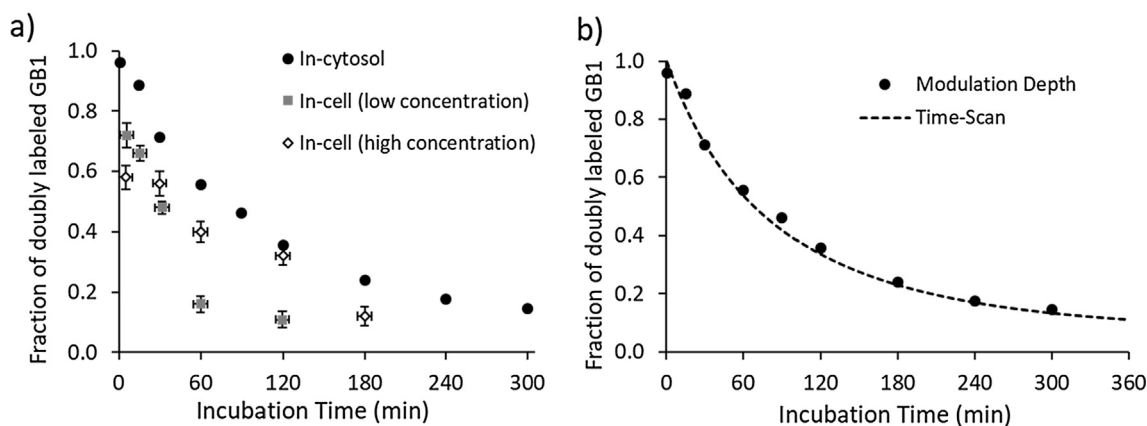 a)
Fraction of doubly labeled GB1
1.0
0.8
0.6
0.4
0.2
0.0
In-cytosol
In-cell (low concentration)
In-cell (high concentration)
0 60 120 180 240 300
Incubation Time (min)
b)
Fraction of doubly labeled GB1
1.0
0.8
0.6
0.4
0.2
0.0
Modulation Depth
Time-Scan
0 60 120 180 240 300 360
Incubation Time (min)